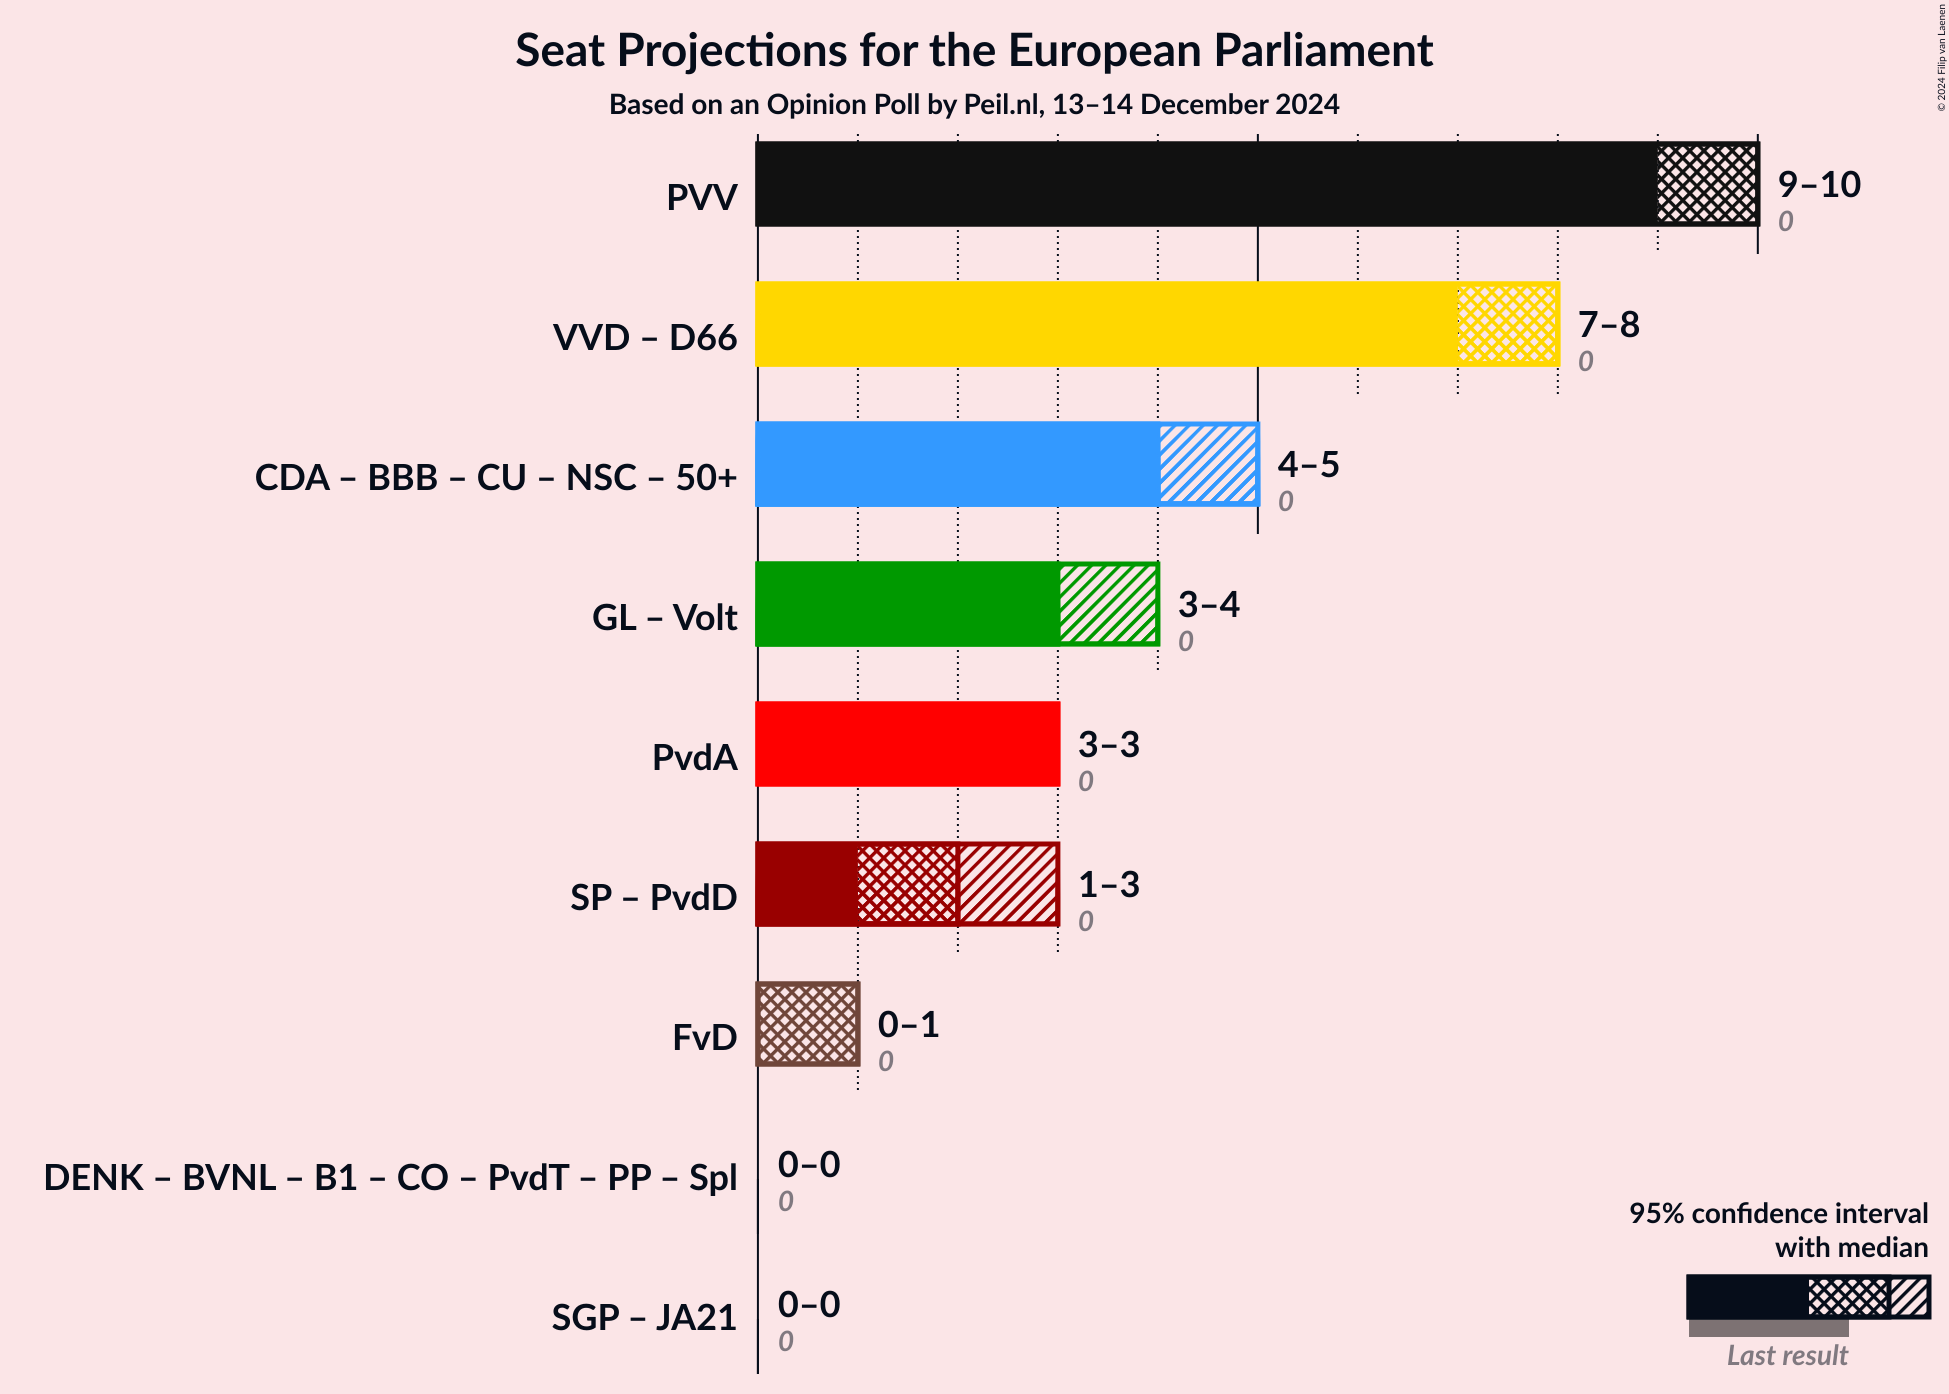 Seat Projections for the European Parliament
Based on an Opinion Poll by Peil.nl, 13–14 December 2024
© 2024 Filip van Laenen
PVV
9–10
0
VVD – D66
7–8
0
CDA – BBB – CU – NSC – 50+
4–5
0
GL – Volt
3–4
0
PvdA
3–3
0
SP – PvdD
1–3
0
FvD
0–1
0
DENK – BVNL – B1 – CO – PvdT – PP – Spl
0–0
0
SGP – JA21
0–0
0
95% confidence interval
with median
Last result